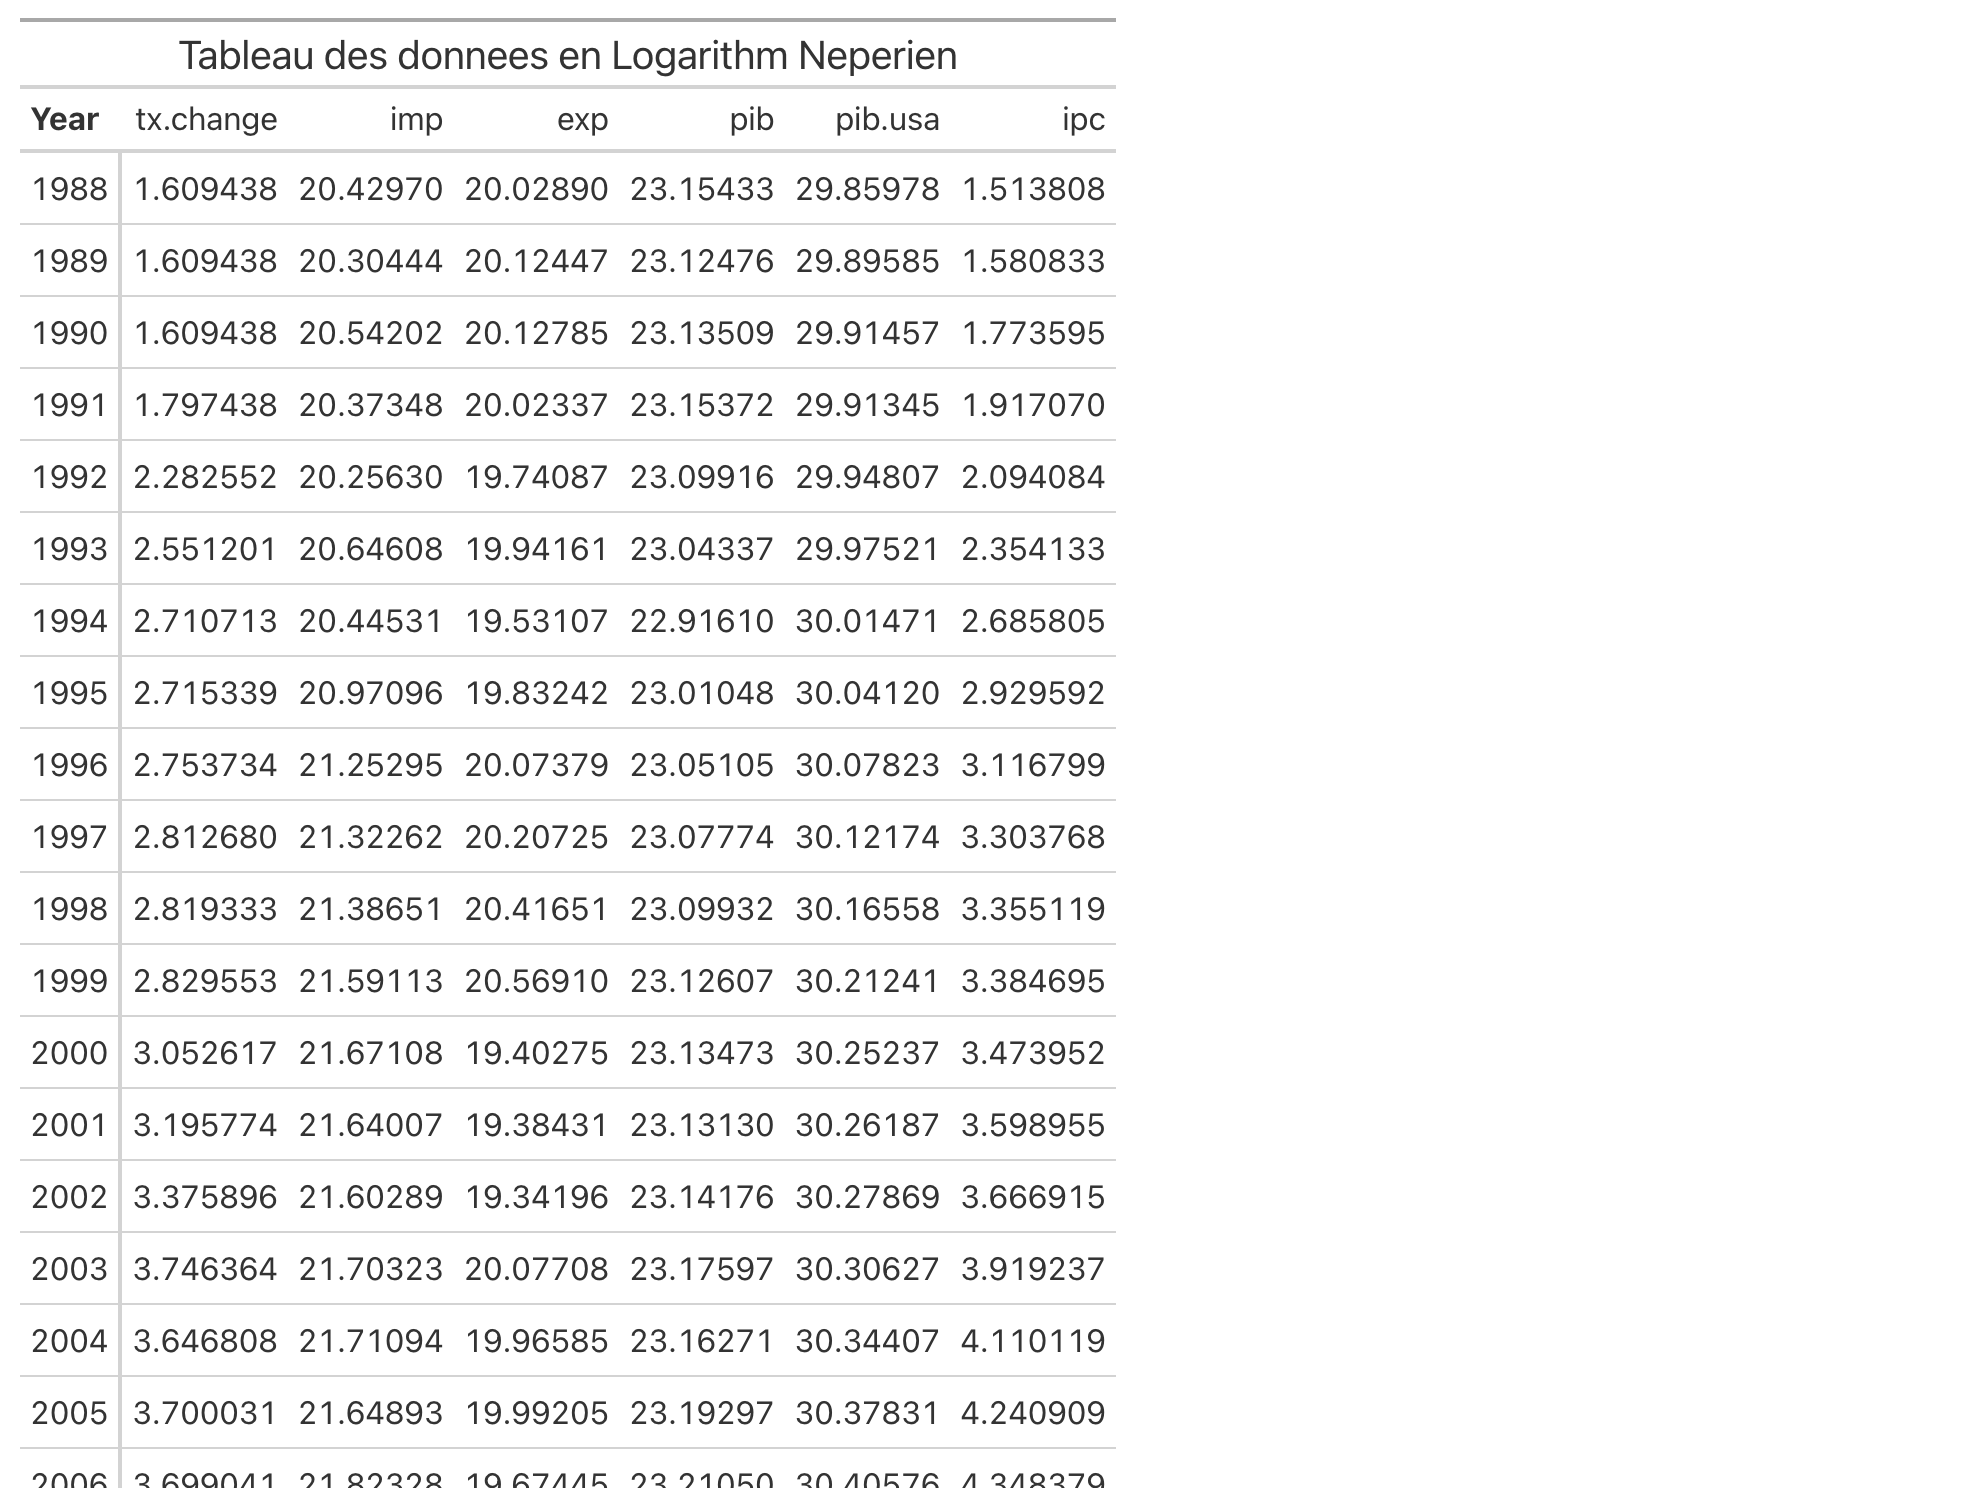 Tableau des donnees en Logarithm Neperien
Year tx.change imp exp pib pib.usa ipc
1988 1.609438 20.42970 20.02890 23.15433 29.85978 1.513808
1989 1.609438 20.30444 20.12447 23.12476 29.89585 1.580833
1990 1.609438 20.54202 20.12785 23.13509 29.91457 1.773595
1991 1.797438 20.37348 20.02337 23.15372 29.91345 1.917070
1992 2.282552 20.25630 19.74087 23.09916 29.94807 2.094084
1993 2.551201 20.64608 19.94161 23.04337 29.97521 2.354133
1994 2.710713 20.44531 19.53107 22.91610 30.01471 2.685805
1995 2.715339 20.97096 19.83242 23.01048 30.04120 2.929592
1996 2.753734 21.25295 20.07379 23.05105 30.07823 3.116799
1997 2.812680 21.32262 20.20725 23.07774 30.12174 3.303768
1998 2.819333 21.38651 20.41651 23.09932 30.16558 3.355119
1999 2.829553 21.59113 20.56910 23.12607 30.21241 3.384695
2000 3.052617 21.67108 19.40275 23.13473 30.25237 3.473952
2001 3.195774 21.64007 19.38431 23.13130 30.26187 3.598955
2002 3.375896 21.60289 19.34196 23.14176 30.27869 3.666915
2003 3.746364 21.70323 20.07708 23.17597 30.30627 3.919237
2004 3.646808 21.71094 19.96585 23.16271 30.34407 4.110119
2005 3.700031 21.64893 19.99205 23.19297 30.37831 4.240909
2006 3.699041 21.82328 19.67445 23.21050 30.40576 4.348379